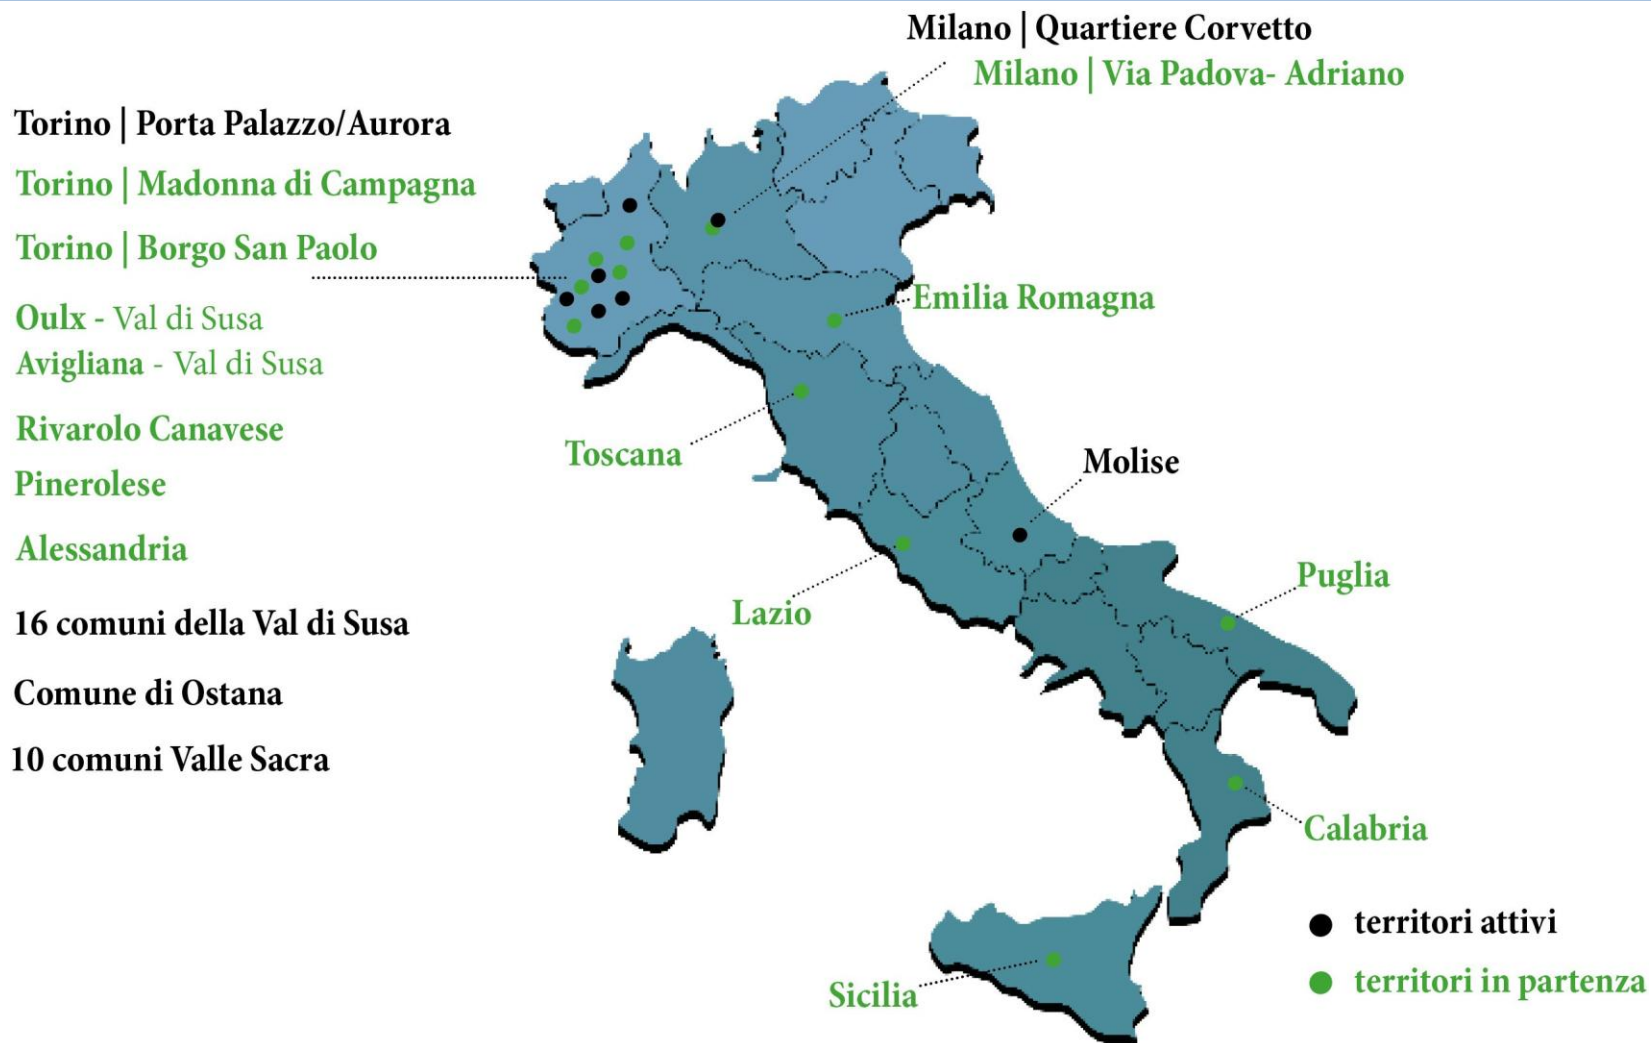 Milano | Quartiere Corvetto
Milano | Via Padova- Adriano
Torino | Porta Palazzo/Aurora
Torino | Madonna di Campagna
Torino | Borgo San Paolo
Oulx - Val di Susa
Avigliana - Val di Susa
Rivarolo Canavese
Pinerolese
Alessandria
16 comuni della Val di Susa
Comune di Ostana
10 comuni Valle Sacra
Emilia Romagna
Toscana
Molise
Lazio
Puglia
Calabria
Sicilia
territori attivi
territori in partenza